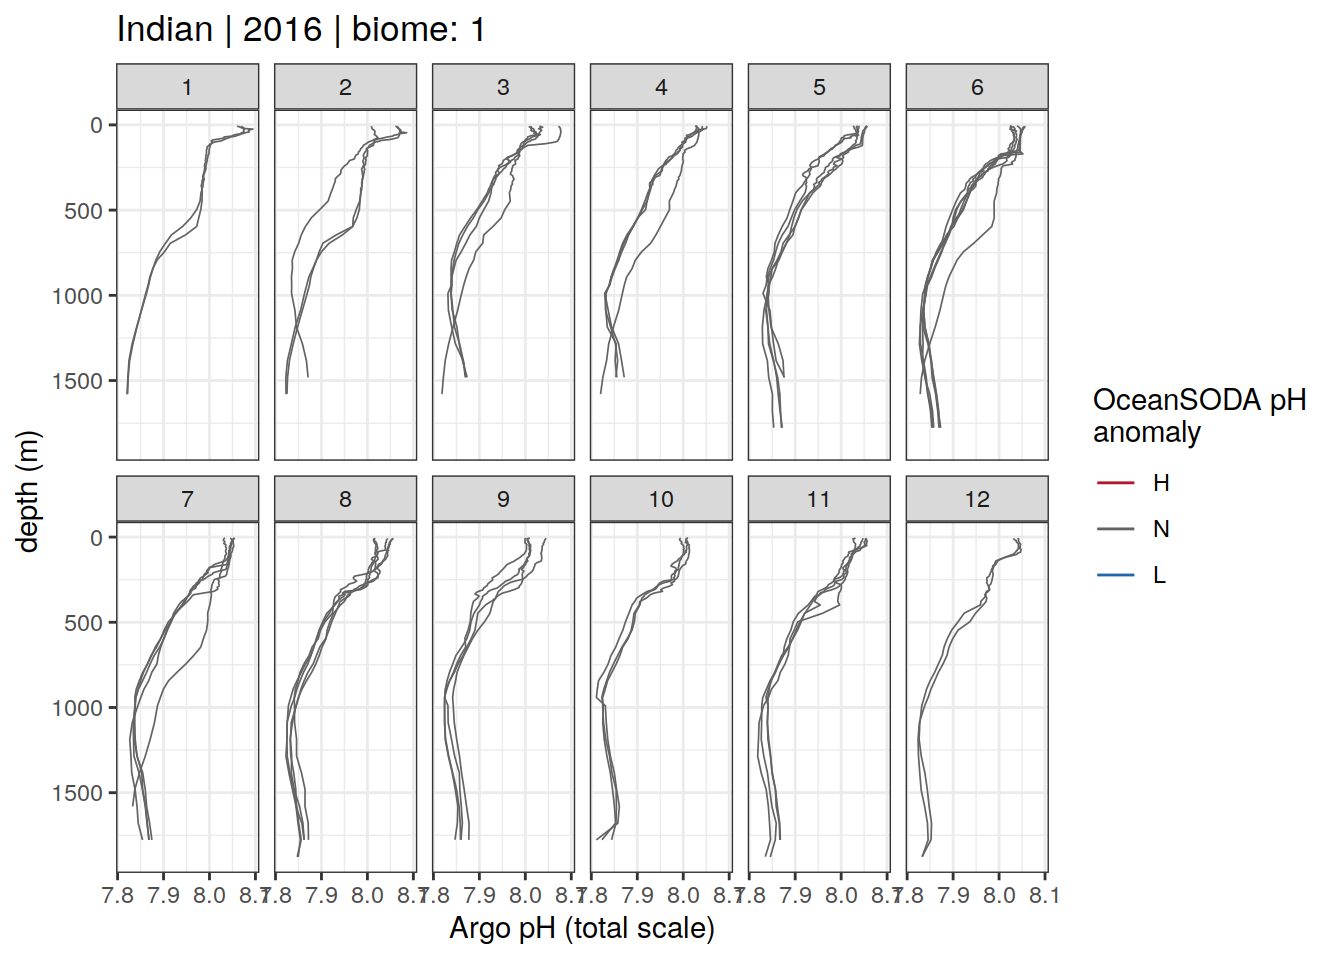 Indian | 2016 | biome: 1
1 2 3 4 5 6
0
500
1000
1500
7 8 9 10 11 12
0
500
1000
1500
7.8 7.9 8.0 8.1 7.8 7.9 8.0 8.1 7.8 7.9 8.0 8.1 7.8 7.9 8.0 8.1 7.8 7.9 8.0 8.1 7.8 7.9 8.0 8.1
Argo pH (total scale)
depth (m)
OceanSODA pH
anomaly
H
N
L